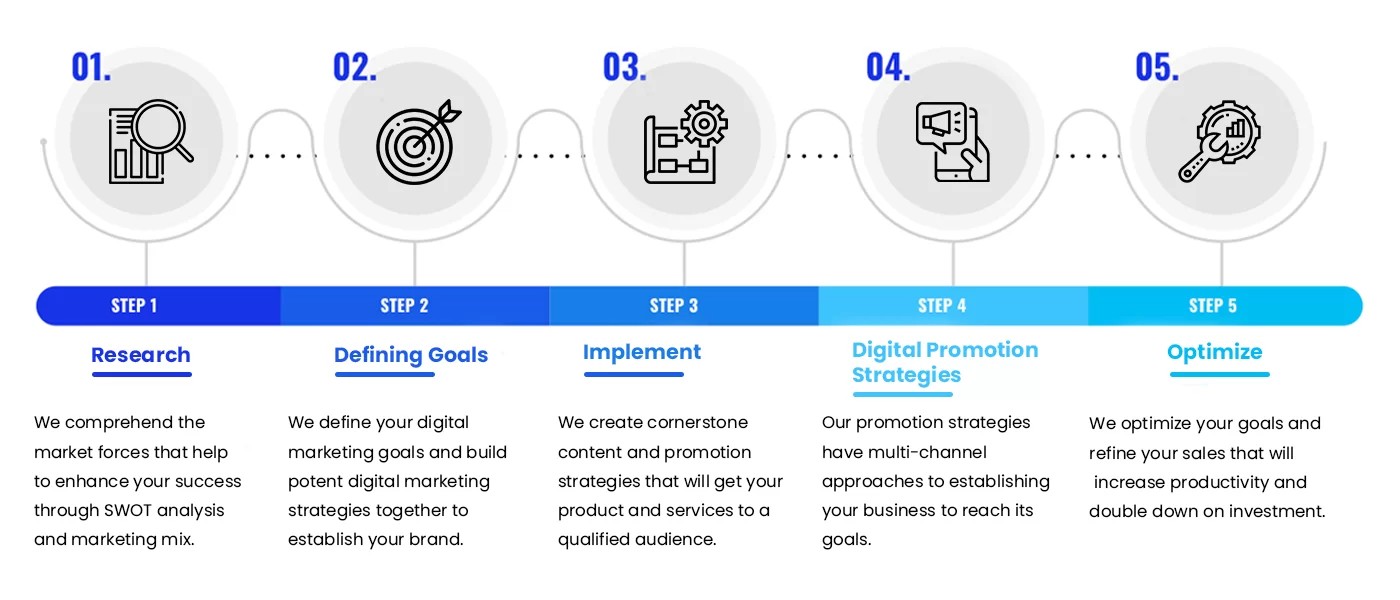 01.
02.
03.
04.
05.
STEP 1
STEP 2
STEP 3
STEP 4
STEP 5
Research
We comprehend the
market forces that help
to enhance your success
through SWOT analysis
and marketing mix.
Defining Goals
We define your digital
marketing goals and build
potent digital marketing
strategies together to
establish your brand.
Implement
We create cornerstone
content and promotion
strategies that will get your
product and services to a
qualified audience.
Digital Promotion
Strategies
Our promotion strategies
have multi-channel
approaches to establishing
your business to reach its
goals.
Optimize
We optimize your goals and
refine your sales that will
increase productivity and
double down on investment.